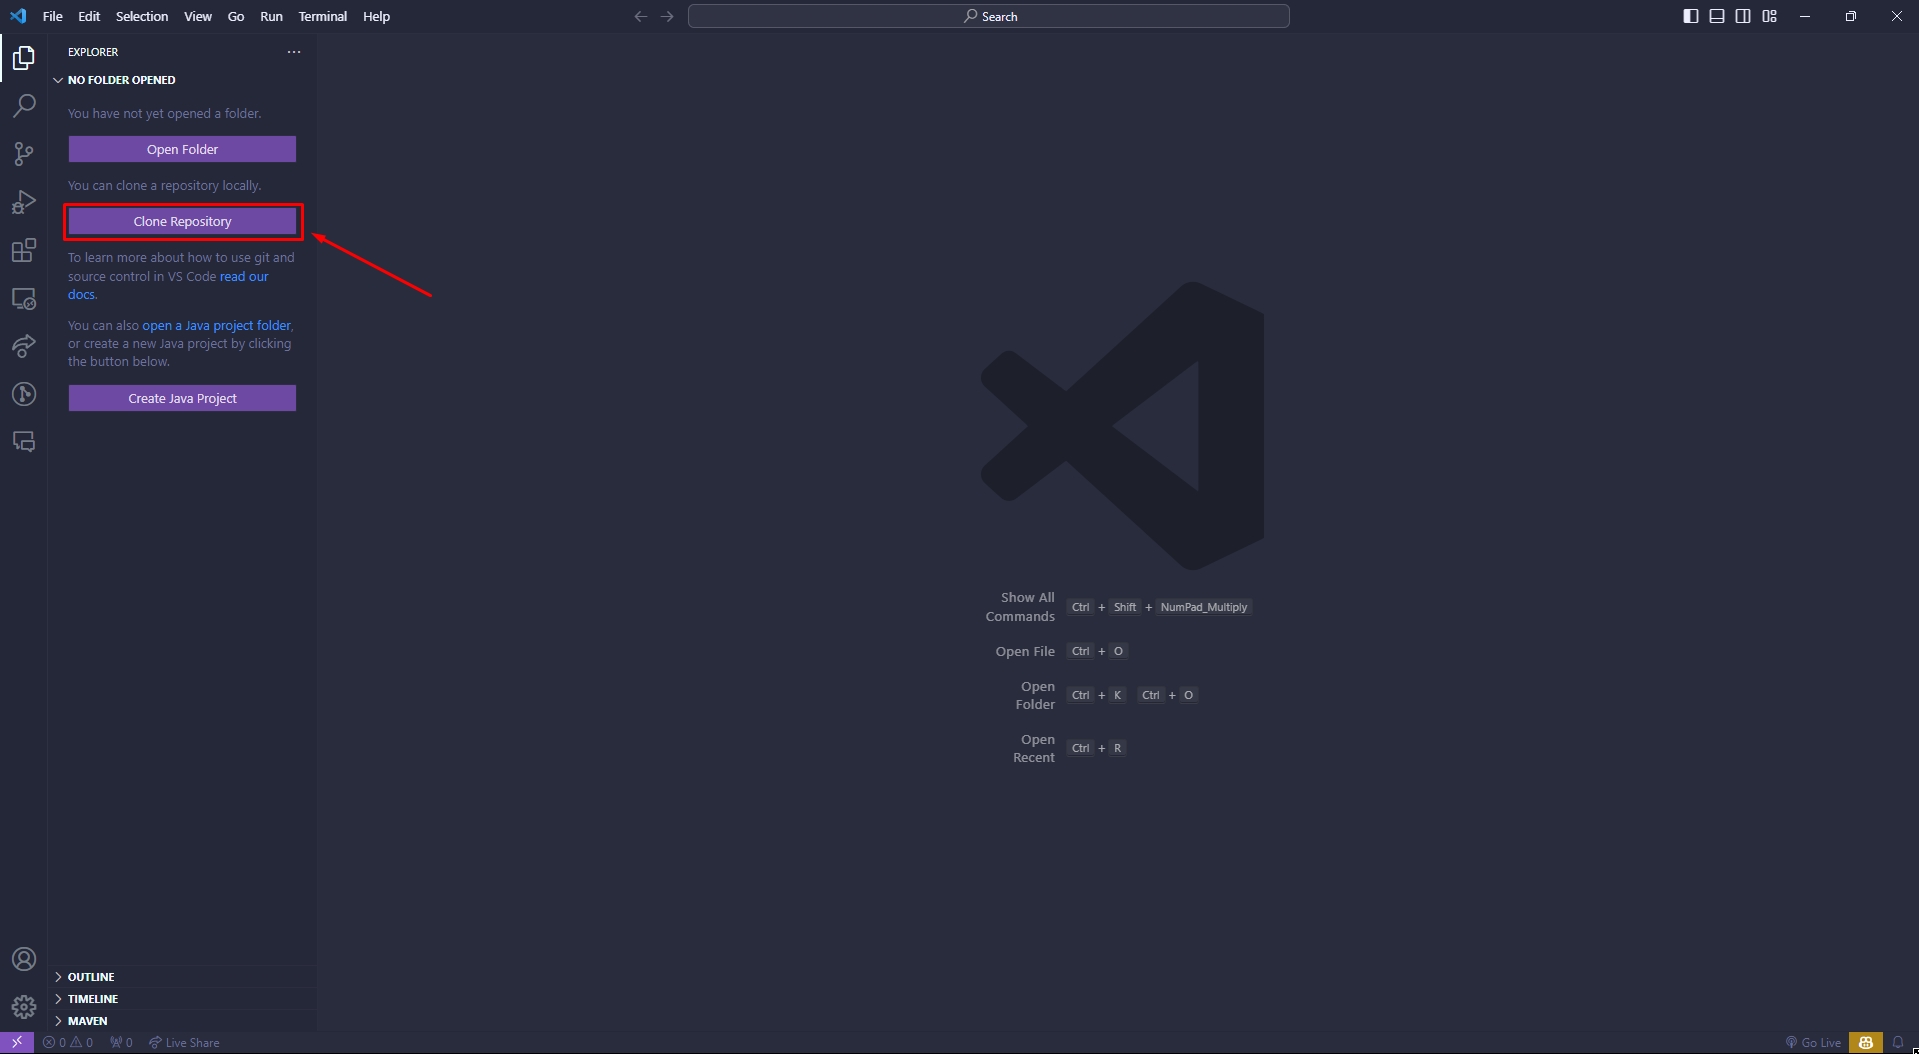 File Edit Selection View Go Run Terminal Help
Search
EXPLORER
NO FOLDER OPENED
You have not yet opened a folder.
Open Folder
You can clone a repository locally.
Clone Repository
To learn more about how to use git and
source control in VS Code read our
docs.
You can also open a Java project folder,
or create a new Java project by clicking
the button below.
Create Java Project
Show All
Commands
Ctrl + Shift + NumPad_Multiply
Open File Ctrl + O
Open
Folder
Ctrl + K Ctrl + O
Open
Recent
Ctrl + R
OUTLINE
TIMELINE
MAVEN
0 0 0 Live Share
Go Live